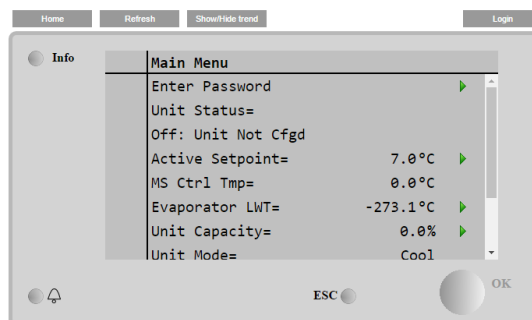 Home Refresh Show/Hide trend Login
Info
Main Menu
Enter Password
Unit Status=
Off: Unit Not Cfgd
Active Setpoint= 7.0°C
MS Ctrl Tmp= 0.0°C
Evaporator LWT= -273.1°C
Unit Capacity= 0.0%
Unit Mode= Cool
ESC OK